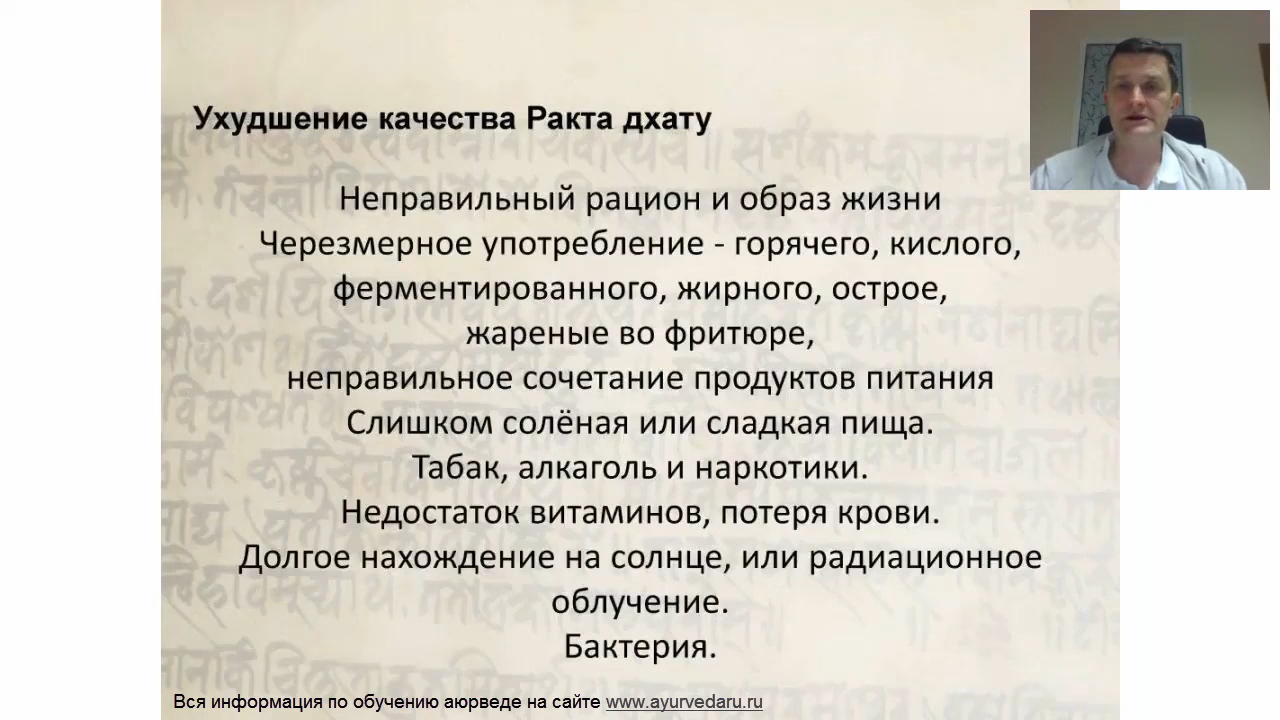 Ухудшение качества Ракта дхату
Неправильный рацион и образ жизни
Черезмерное употребление - горячего, кислого,
ферментированного, жирного, острое,
жареные во фритюре,
неправильное сочетание продуктов питания
Слишком солёная или сладкая пища.
Табак, алкаголь и наркотики.
Недостаток витаминов, потеря крови.
Долгое нахождение на солнце, или радиационное
облучение.
Бактерия.
Вся информация по обучению аюрведе на сайте www.ayurvedaru.ru